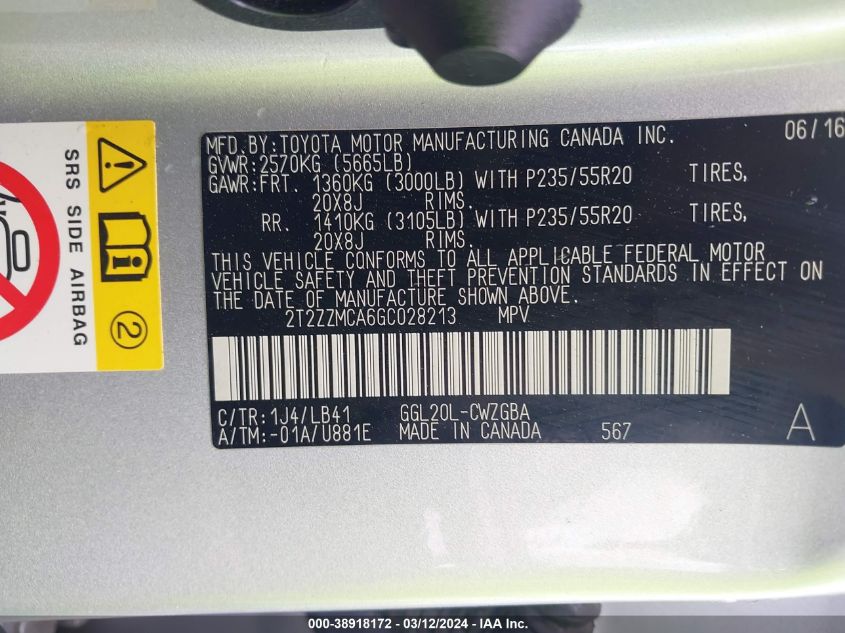 MFD.BY:TOYOTA MOTOR MANUFACTURING CANADA INC. 06/16
GVWR:2570KG (5665LB)
GAWR:FRT. 1360KG (3000LB) WITH P235/55R20 TIRES,
20X8J RIMS.
RR. 1410KG (3105LB) WITH P235/55R20 TIRES,
20X8J RIMS.
THIS VEHICLE CONFORMS TO ALL APPLICABLE FEDERAL MOTOR
VEHICLE SAFETY AND THEFT PREVENTION STANDARDS IN EFFECT ON
THE DATE OF MANUFACTURE SHOWN ABOVE.
2T2ZZMCA6GC028213 MPV
C/TR:1J4/LB41 GGL20L-CWZGBA
A/TM:-01A/U881E MADE IN CANADA 567 A
SRS SIDE AIRBAG
i
2
000-38918172 - 03/12/2024 - IAA Inc.